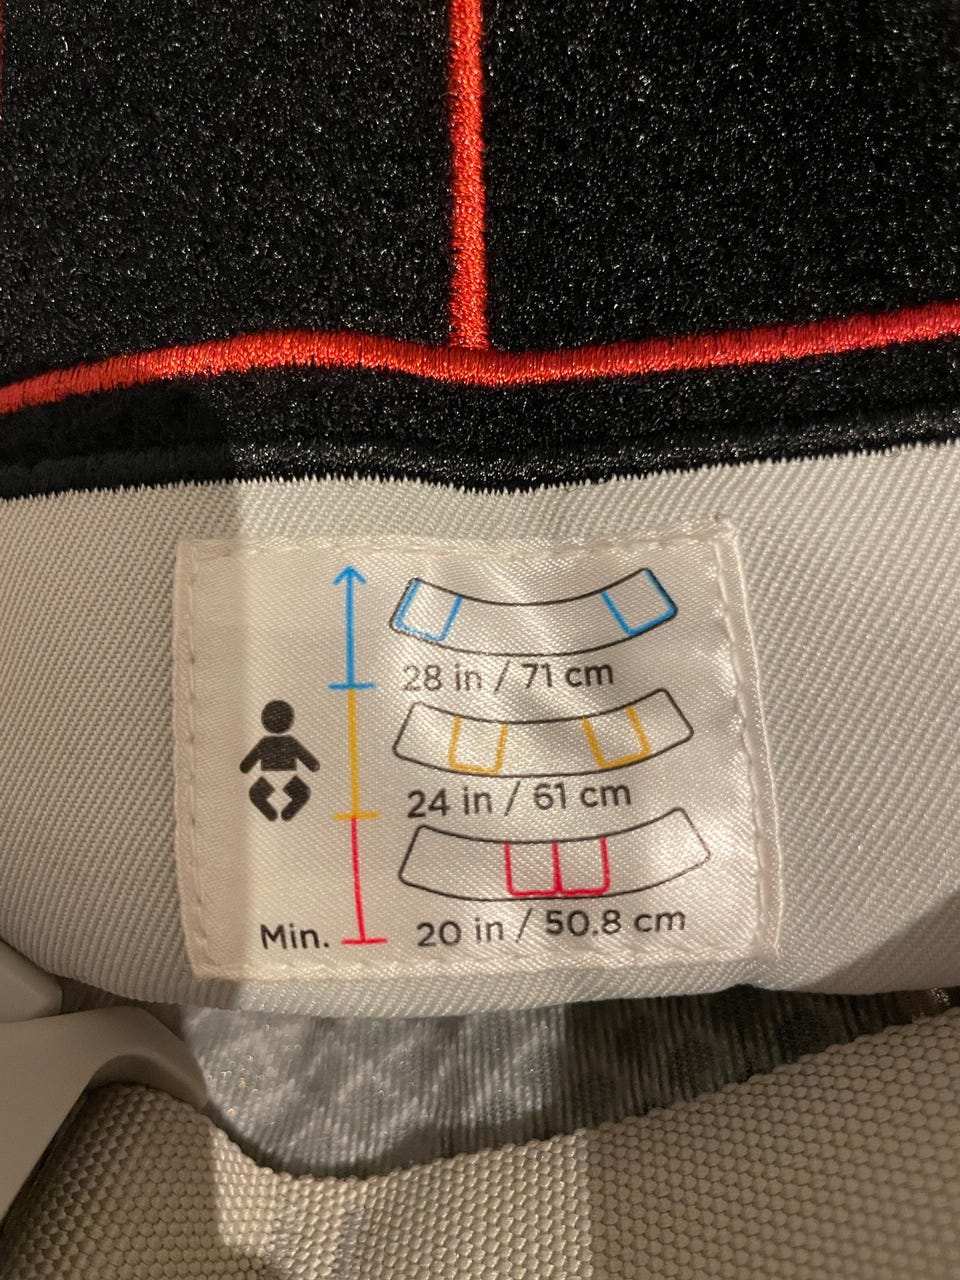 28 in / 71 cm
24 in / 61 cm
Min. 20 in / 50.8 cm